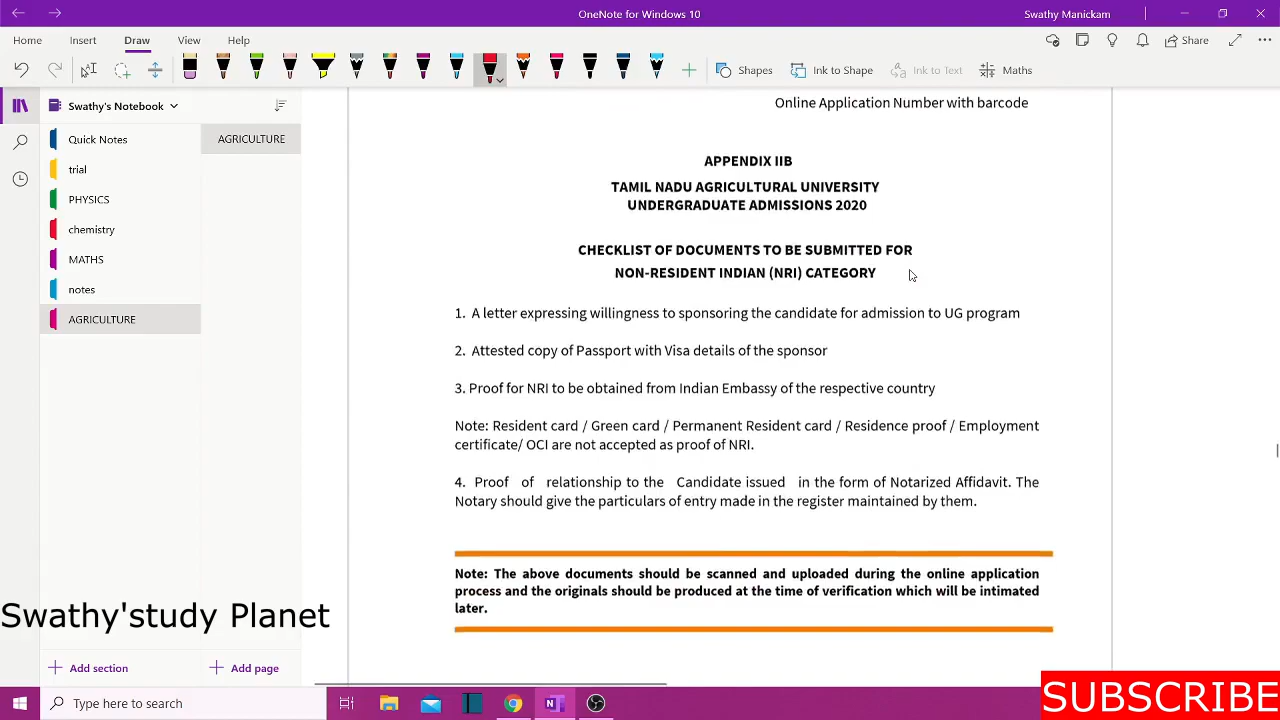 OneNote for Windows 10
Swathy Manickam
Home
Insert
Draw
View
Help
Share
Shapes
Ink to Shape
Ink to Text
Maths
Swathy's Notebook
Quick Notes
trial
PHYSICS
chemistry
MATHS
notes
AGRICULTURE
AGRICULTURE
Online Application Number with barcode
APPENDIX IIB
TAMIL NADU AGRICULTURAL UNIVERSITY
UNDERGRADUATE ADMISSIONS 2020
CHECKLIST OF DOCUMENTS TO BE SUBMITTED FOR
NON-RESIDENT INDIAN (NRI) CATEGORY
1. A letter expressing willingness to sponsoring the candidate for admission to UG program
2. Attested copy of Passport with Visa details of the sponsor
3. Proof for NRI to be obtained from Indian Embassy of the respective country
Note: Resident card / Green card / Permanent Resident card / Residence proof / Employment
certificate/ OCI are not accepted as proof of NRI.
4. Proof of relationship to the Candidate issued in the form of Notarized Affidavit. The
Notary should give the particulars of entry made in the register maintained by them.
Note: The above documents should be scanned and uploaded during the online application
process and the originals should be produced at the time of verification which will be intimated
later.
Swathy'study Planet
Add section
Add page
Type here to search
SUBSCRIBE